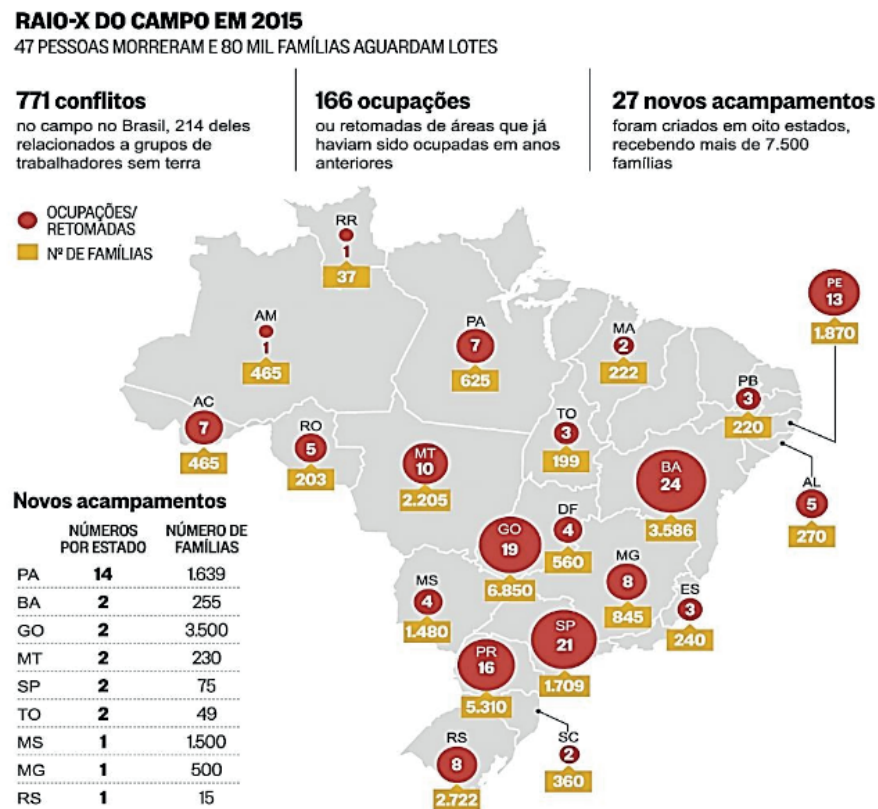 RAIO-X DO CAMPO EM 2015
47 PESSOAS MORRERAM E 80 MIL FAMÍLIAS AGUARDAM LOTES
771 conflitos
no campo no Brasil, 214 deles
relacionados a grupos de
trabalhadores sem terra
166 ocupações
ou retomadas de áreas que já
haviam sido ocupadas em anos
anteriores
27 novos acampamentos
foram criados em oito estados,
recebendo mais de 7.500
famílias
OCUPAÇÕES/
RETOMADAS
Nº DE FAMÍLIAS
RR
1
37
AM
1
465
PA
7
625
MA
2
222
PE
13
1.870
PB
3
220
AC
7
465
RO
5
203
MT
10
2.205
TO
3
199
BA
24
3.586
AL
5
270
GO
19
6.850
DF
4
560
MG
8
845
ES
3
240
MS
4
1.480
SP
21
1.709
PR
16
5.310
SC
2
360
RS
8
2.722
Novos acampamentos
NÚMEROS POR ESTADO NÚMERO DE FAMÍLIAS
PA 14 1.639
BA 2 255
GO 2 3.500
MT 2 230
SP 2 75
TO 2 49
MS 1 1.500
MG 1 500
RS 1 15